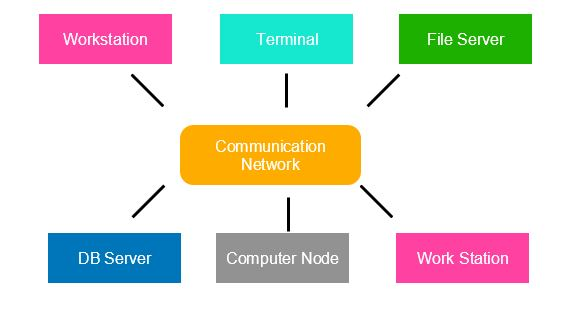 Workstation
Terminal
File Server
Communication
Network
DB Server
Computer Node
Work Station